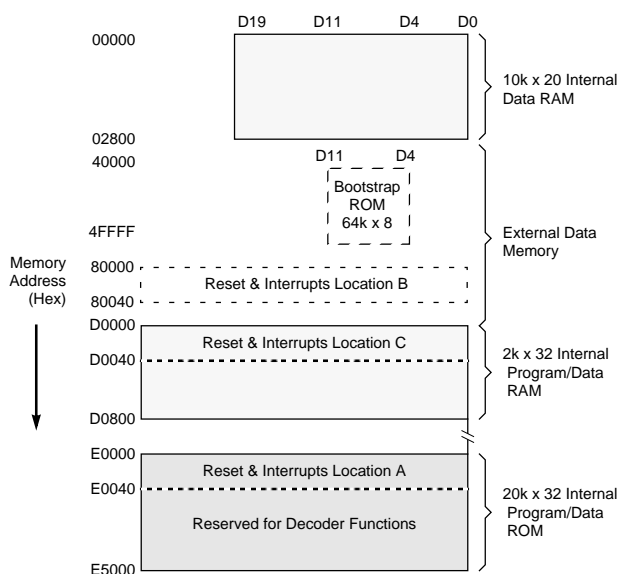 D19 D11 D4 D0
00000
10k x 20 Internal
Data RAM
02800
40000
D11 D4
Bootstrap
ROM
64k x 8
4FFFF
External Data
Memory
Memory
Address
(Hex)
80000
Reset & Interrupts Location B
80040
D0000
Reset & Interrupts Location C
D0040
2k x 32 Internal
Program/Data
RAM
D0800
E0000
Reset & Interrupts Location A
E0040
20k x 32 Internal
Program/Data
ROM
Reserved for Decoder Functions
E5000